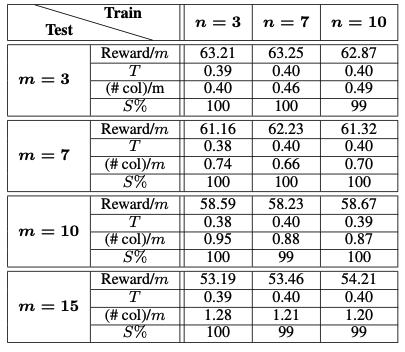 Train
Test
n = 3 n = 7 n = 10
m = 3
Reward/m 63.21 63.25 62.87
T 0.39 0.40 0.40
(# col)/m 0.40 0.46 0.49
S% 100 100 99
m = 7
Reward/m 61.16 62.23 61.32
T 0.38 0.40 0.40
(# col)/m 0.74 0.66 0.70
S% 100 100 100
m = 10
Reward/m 58.59 58.23 58.67
T 0.38 0.40 0.39
(# col)/m 0.95 0.88 0.87
S% 100 99 100
m = 15
Reward/m 53.19 53.46 54.21
T 0.39 0.40 0.40
(# col)/m 1.28 1.21 1.20
S% 100 99 99